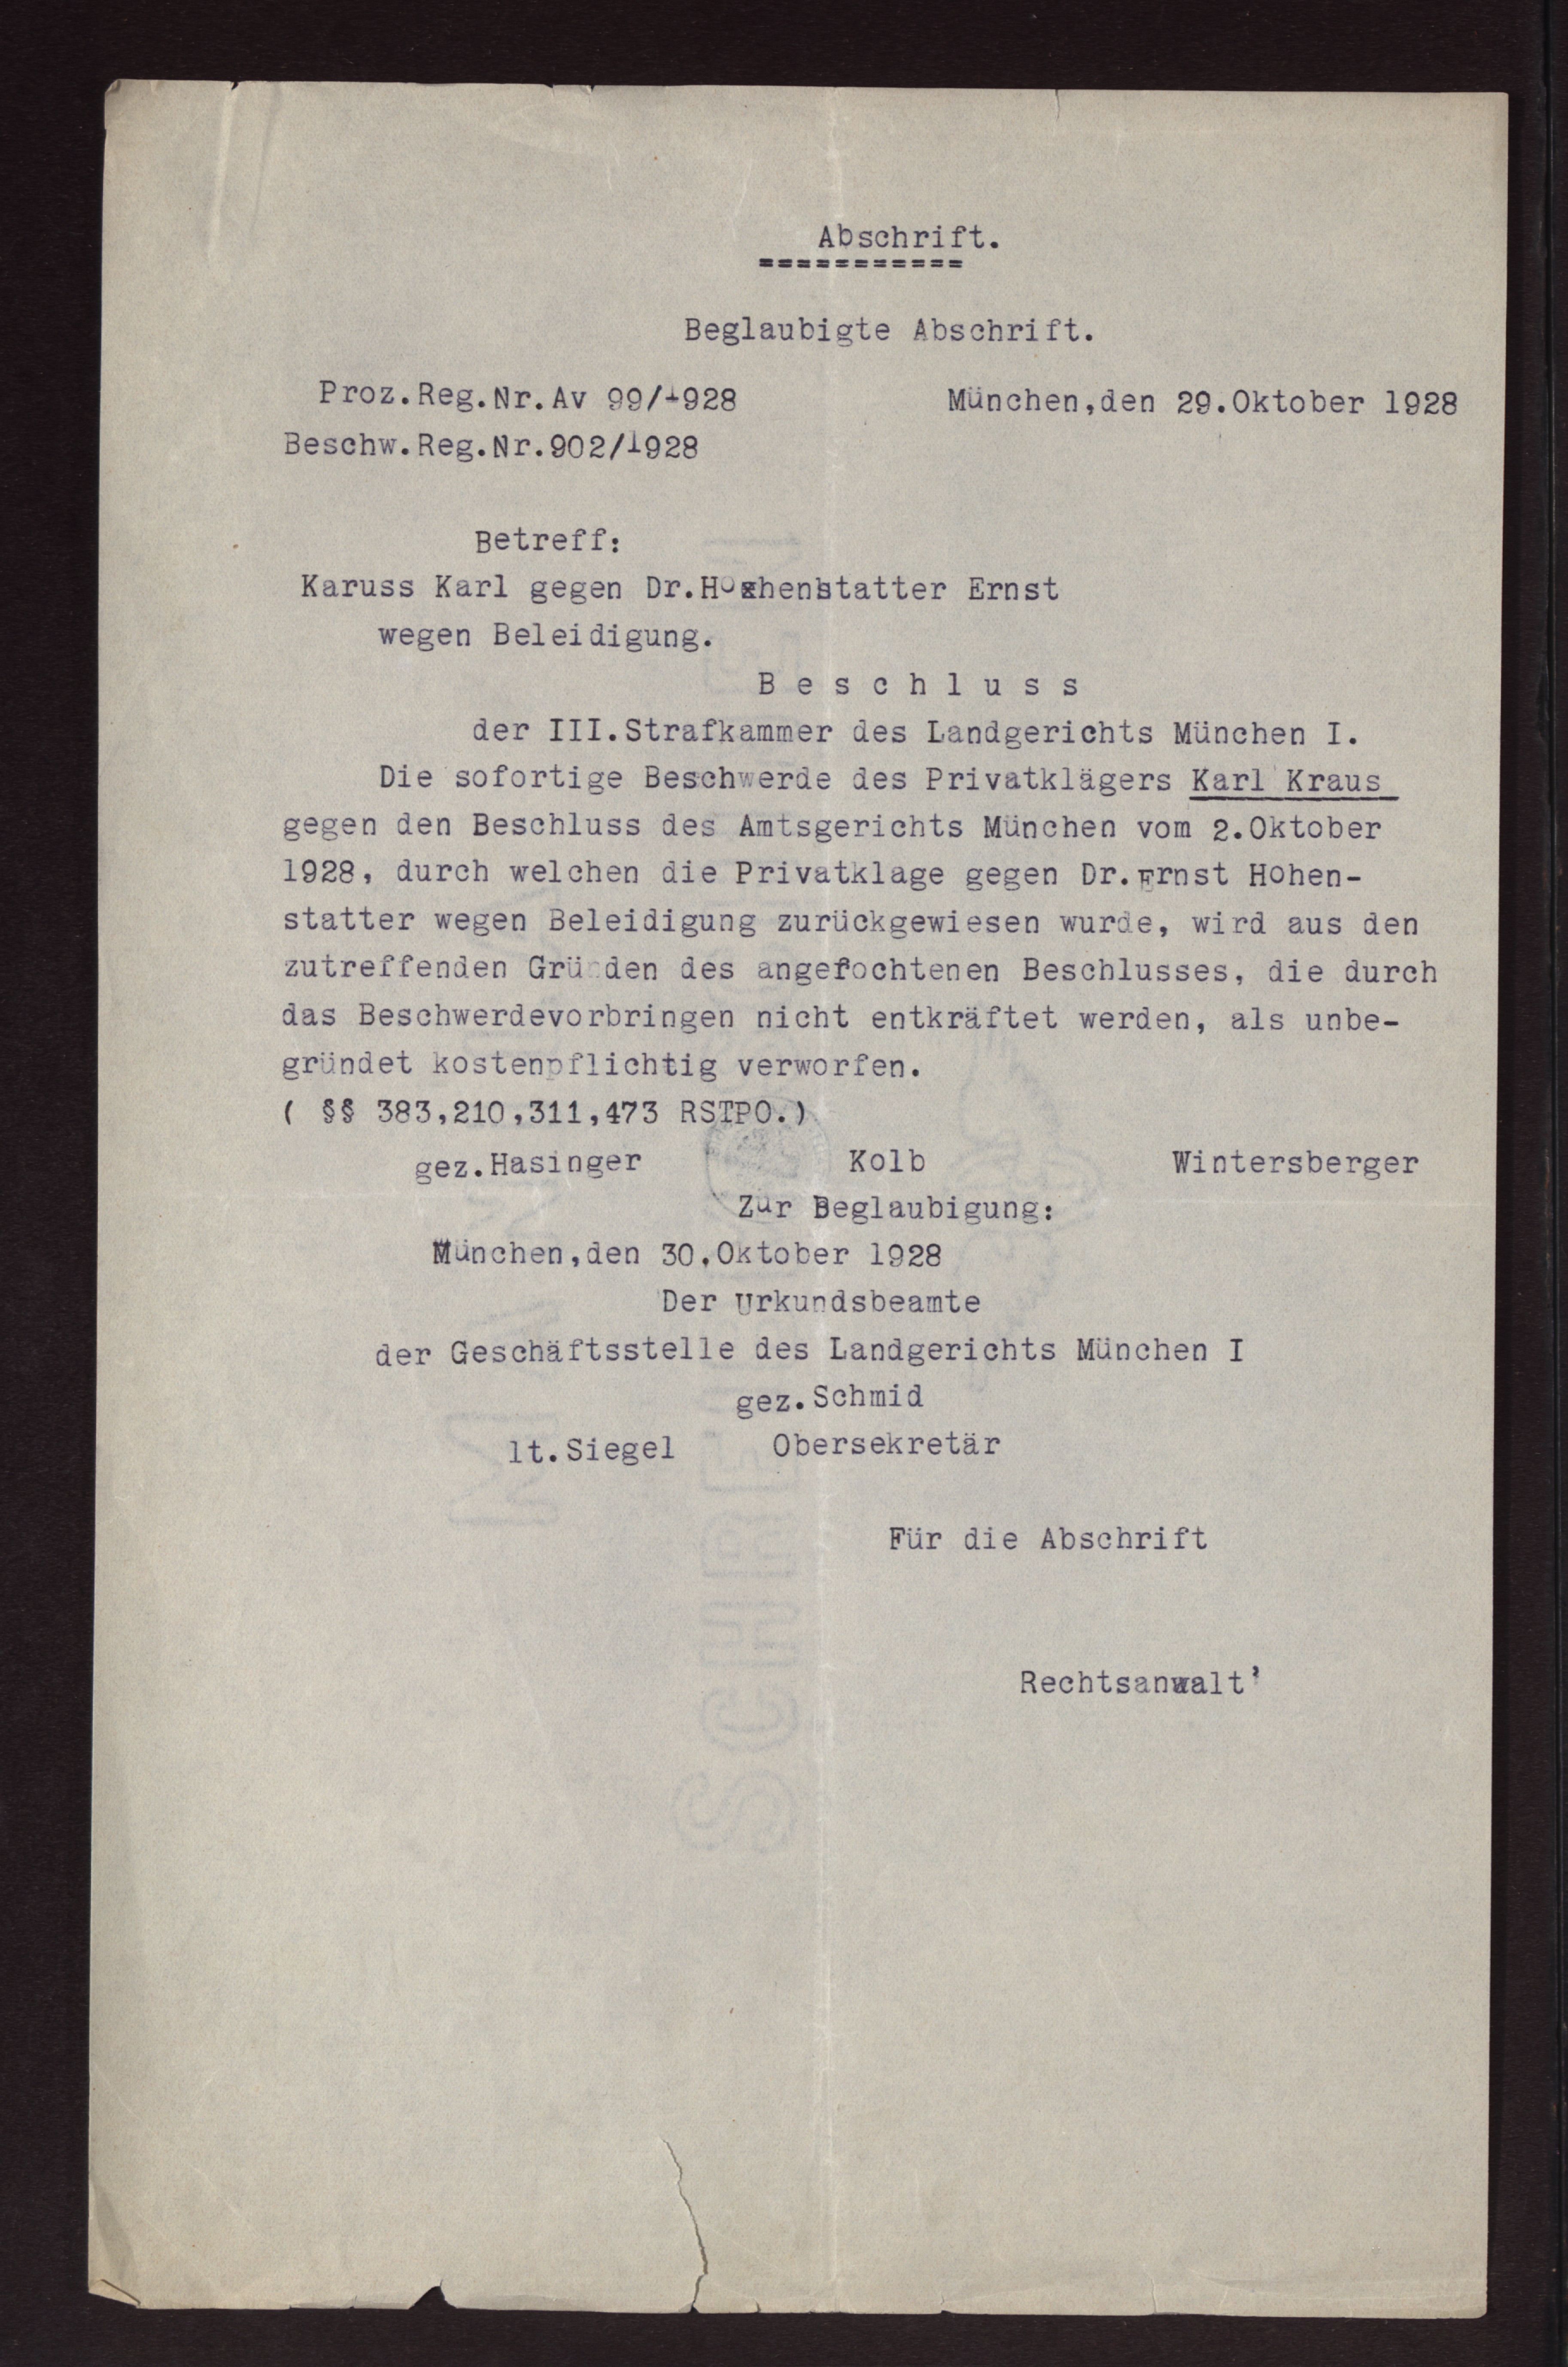 Abschrift.
===========
Beglaubigte Abschrift.
Proz.Reg.Nr.Av 99/1928 München,den 29.Oktober 1928
Beschw.Reg.Nr.902/1928
Betreff:
Karuss Karl gegen Dr.Hohenstatter Ernst
wegen Beleidigung.
B e s c h l u s s
der III.Strafkammer des Landgerichts München I.
Die sofortige Beschwerde des Privatklägers Karl Kraus
gegen den Beschluss des Amtsgerichts München vom 2.Oktober
1928, durch welchen die Privatklage gegen Dr.Ernst Hohen-
statter wegen Beleidigung zurückgewiesen wurde, wird aus den
zutreffenden Gründen des angefochtenen Beschlusses, die durch
das Beschwerdevorbringen nicht entkräftet werden, als unbe-
gründet kostenpflichtig verworfen.
( §§ 383,210,311,473 RSTPO.)
gez.Hasinger Kolb Wintersberger
Zur Beglaubigung:
München,den 30.Oktober 1928
Der Urkundsbeamte
der Geschäftsstelle des Landgerichts München I
gez.Schmid
lt.Siegel Obersekretär
Für die Abschrift
Rechtsanwalt'